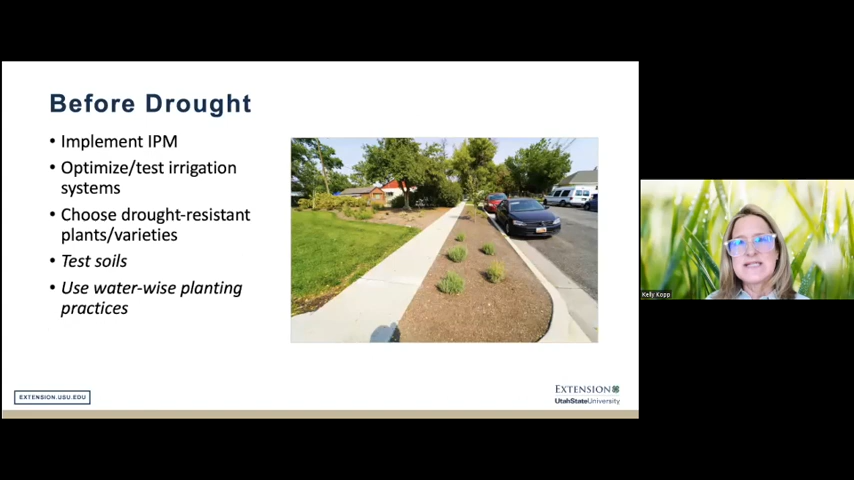 Before Drought
• Implement IPM
• Optimize/test irrigation
systems
• Choose drought-resistant
plants/varieties
• Test soils
• Use water-wise planting
practices
EXTENSION.USU.EDU
EXTENSION
UtahStateUniversity
Kelly Kopp